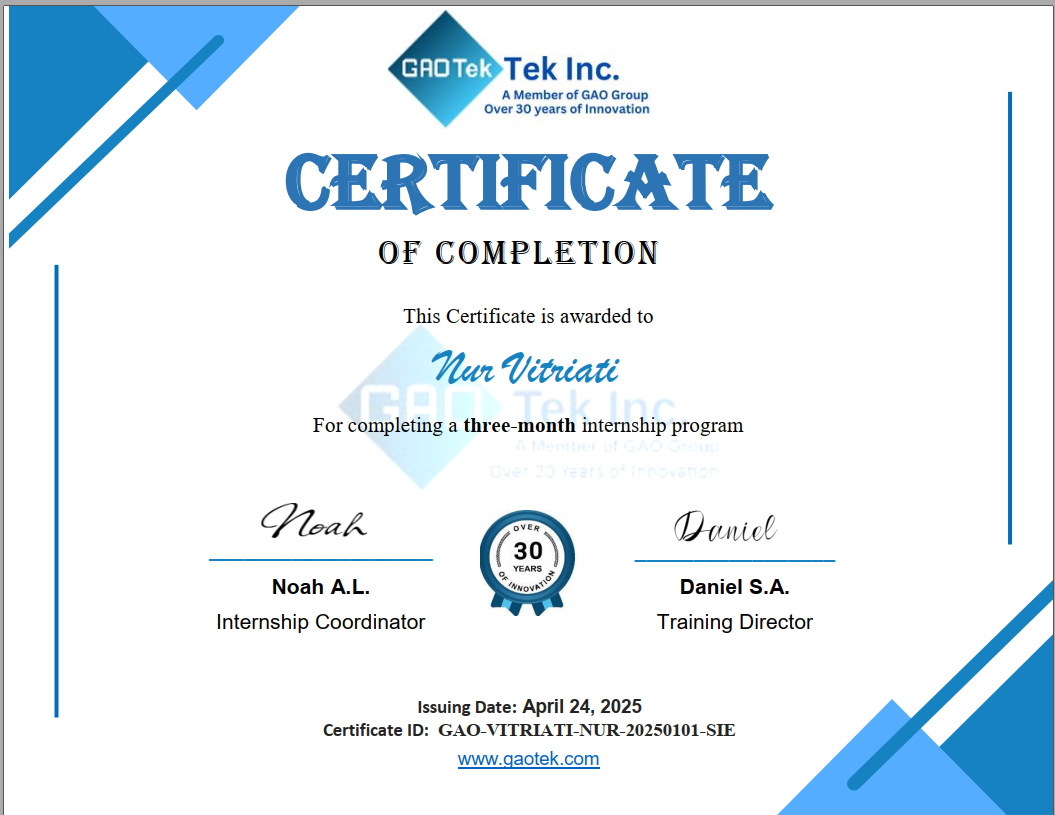 GAOTek Tek Inc.
A Member of GAO Group
Over 30 years of Innovation
CERTIFICATE
OF COMPLETION
This Certificate is awarded to
Nur Vitriati
GAO Tek Inc.
For completing a three-month internship program
A Member of GAO Group
Over 20 Years of Innovation
Noah
Daniel
OVER
30
YEARS
OF INNOVATION
Noah A.L.
Daniel S.A.
Internship Coordinator
Training Director
Issuing Date: April 24, 2025
Certificate ID: GAO-VITRIATI-NUR-20250101-SIE
www.gaotek.com